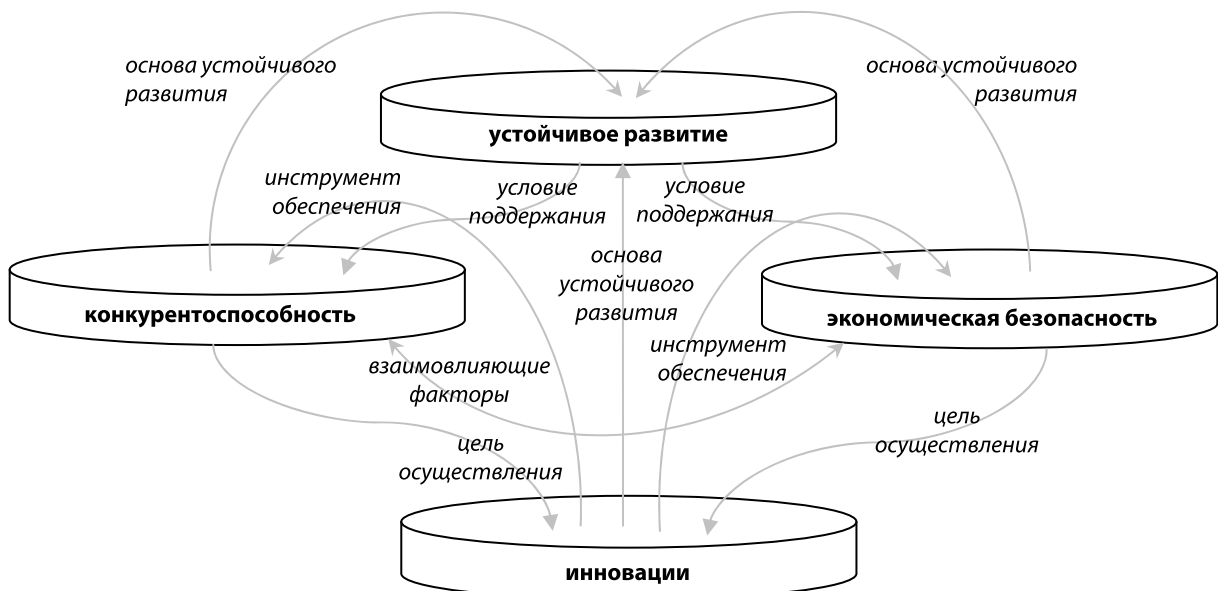 основа устойчивого
развития
основа устойчивого
развития
устойчивое развитие
инструмент
обеспечения
условие
поддержания
условие
поддержания
основа
устойчивого
развития
конкурентоспособность
экономическая безопасность
взаимовлияющие
факторы
инструмент
обеспечения
цель
осуществления
цель
осуществления
инновации